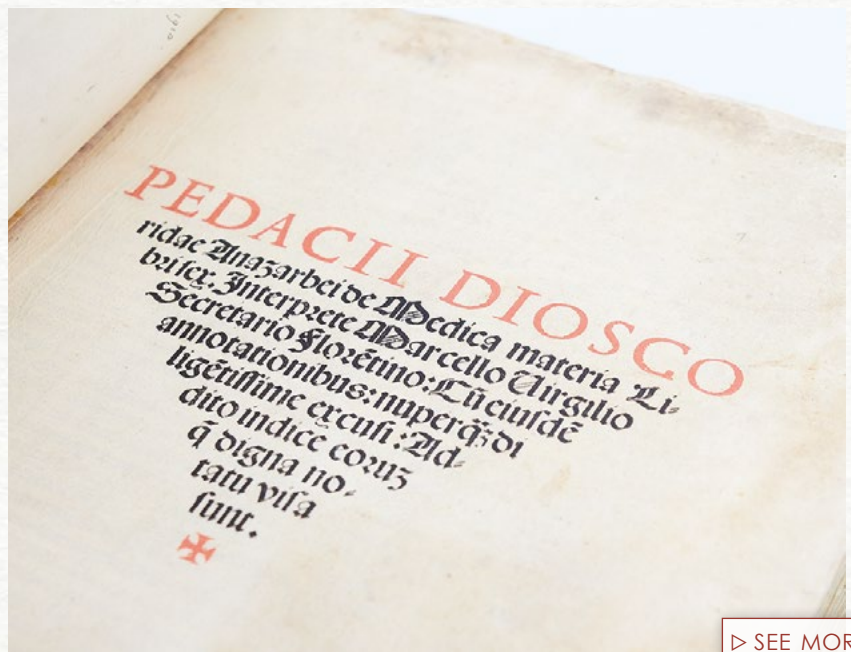 PEDACII DIOSCO
ridae Anazarbei de Medica materia Li-
bri sex. Interprete Marcello Virgilio
Secretario Florẽtino: Cũ eiusdẽ
annotationibus: nuperq̃ȝ di
ligẽtissime excusi: Ad-
dito indice eorum
q̃ digna no-
tatu visa
sunt.
▷ SEE MOR